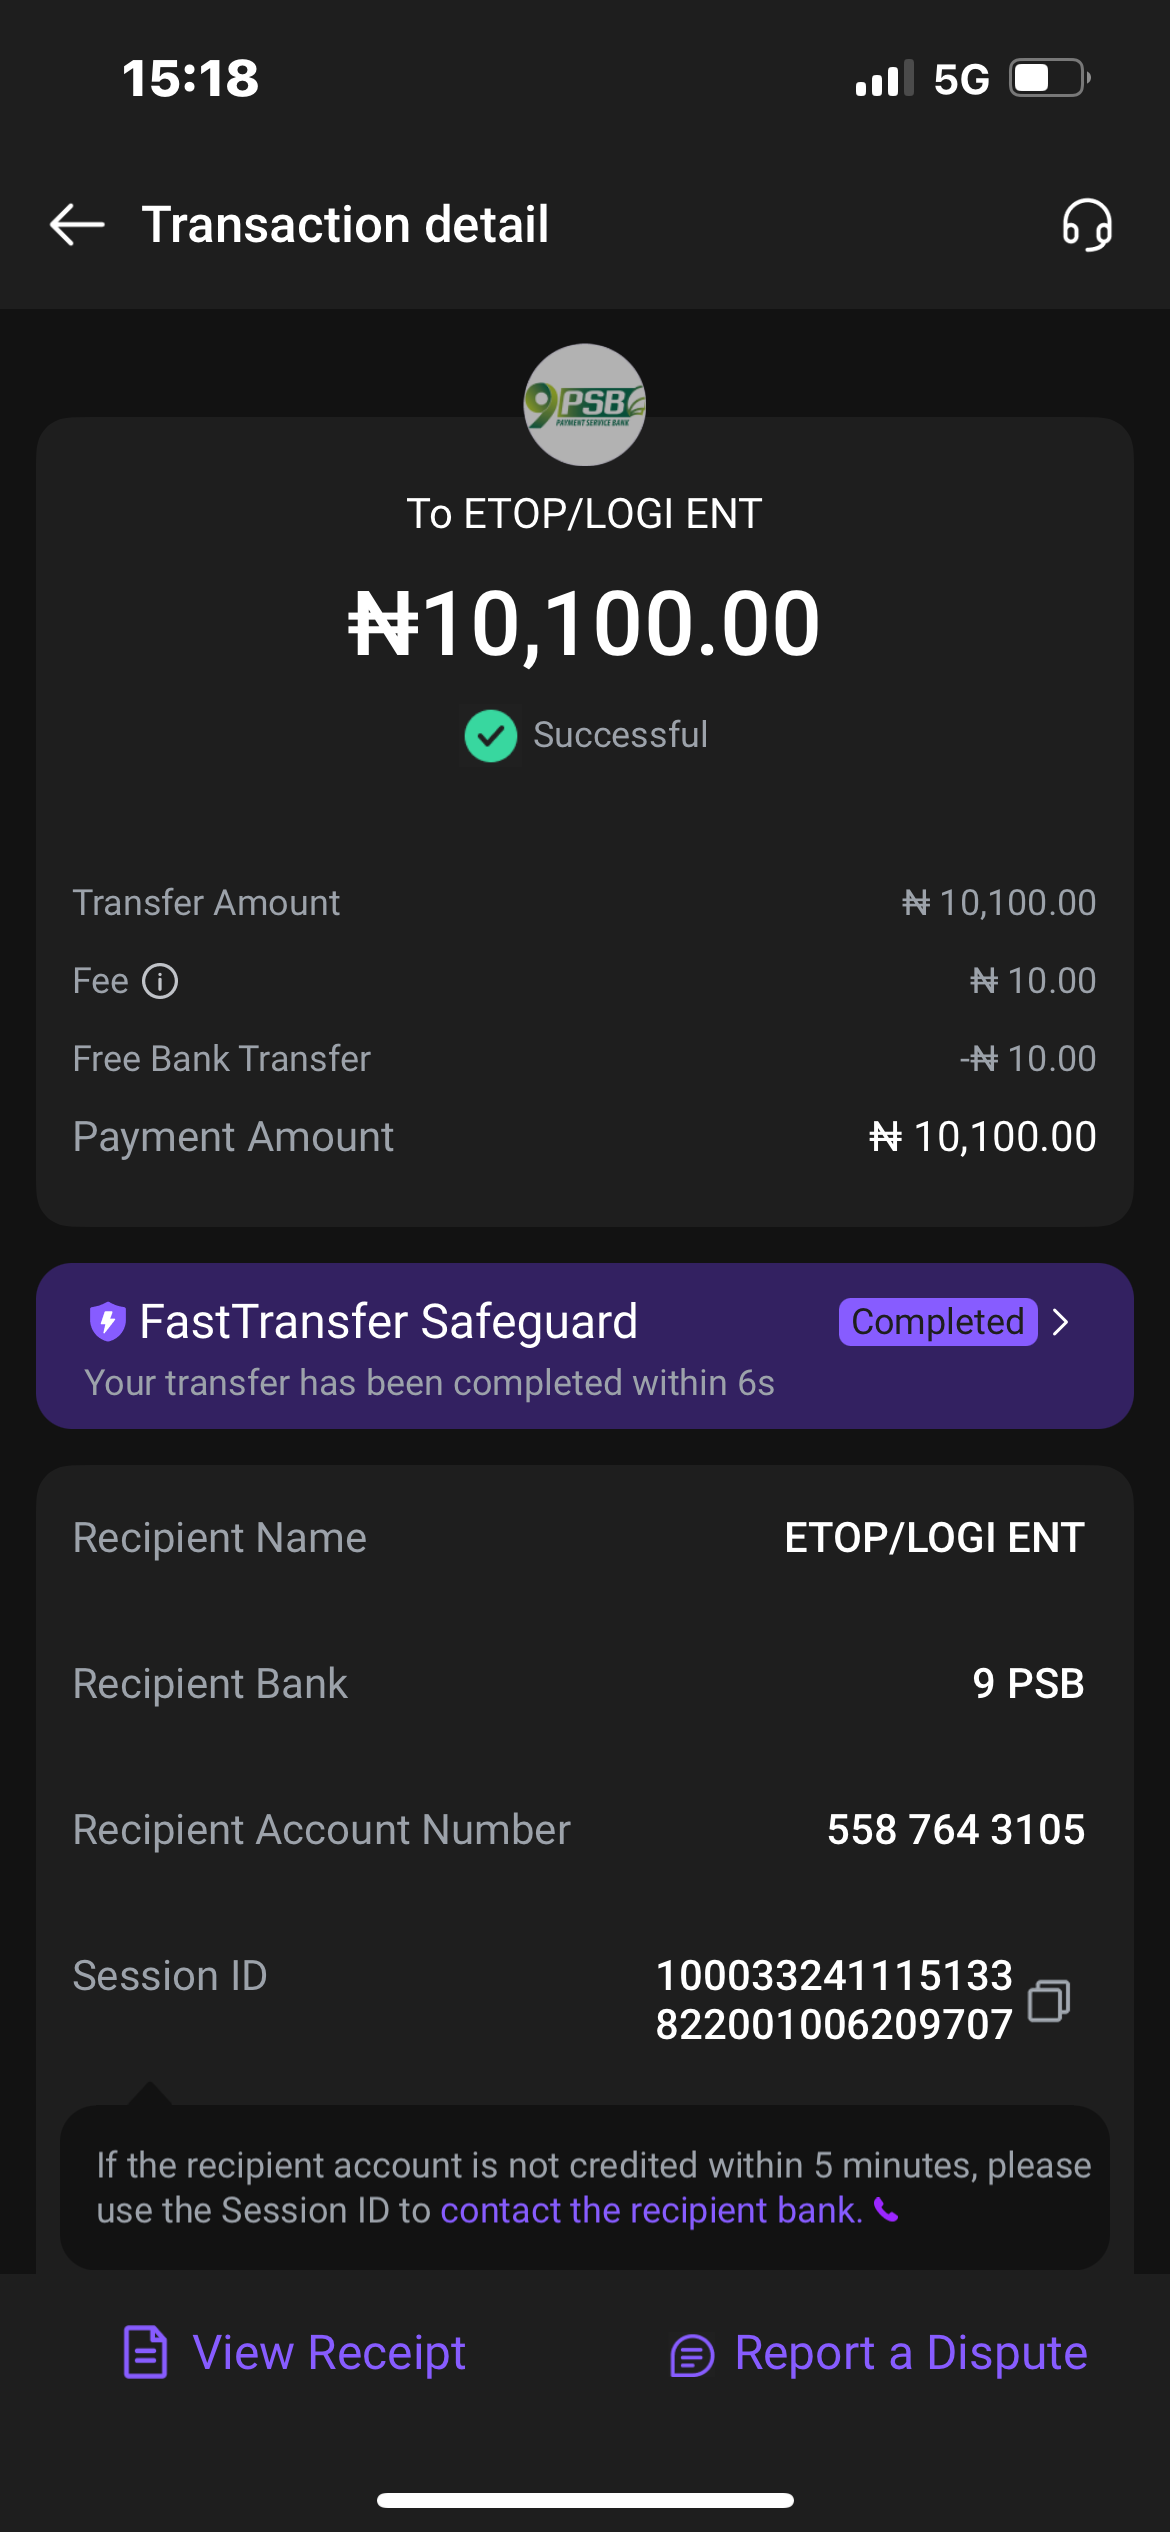 15:18
5G
Transaction detail
9PSB
PAYMENT SERVICE BANK
To ETOP/LOGI ENT
₦10,100.00
Successful
Transfer Amount ₦ 10,100.00
Fee ₦ 10.00
Free Bank Transfer -₦ 10.00
Payment Amount ₦ 10,100.00
FastTransfer Safeguard Completed
Your transfer has been completed within 6s
Recipient Name ETOP/LOGI ENT
Recipient Bank 9 PSB
Recipient Account Number 558 764 3105
Session ID 100033241115133
822001006209707
If the recipient account is not credited within 5 minutes, please
use the Session ID to contact the recipient bank.
View Receipt Report a Dispute